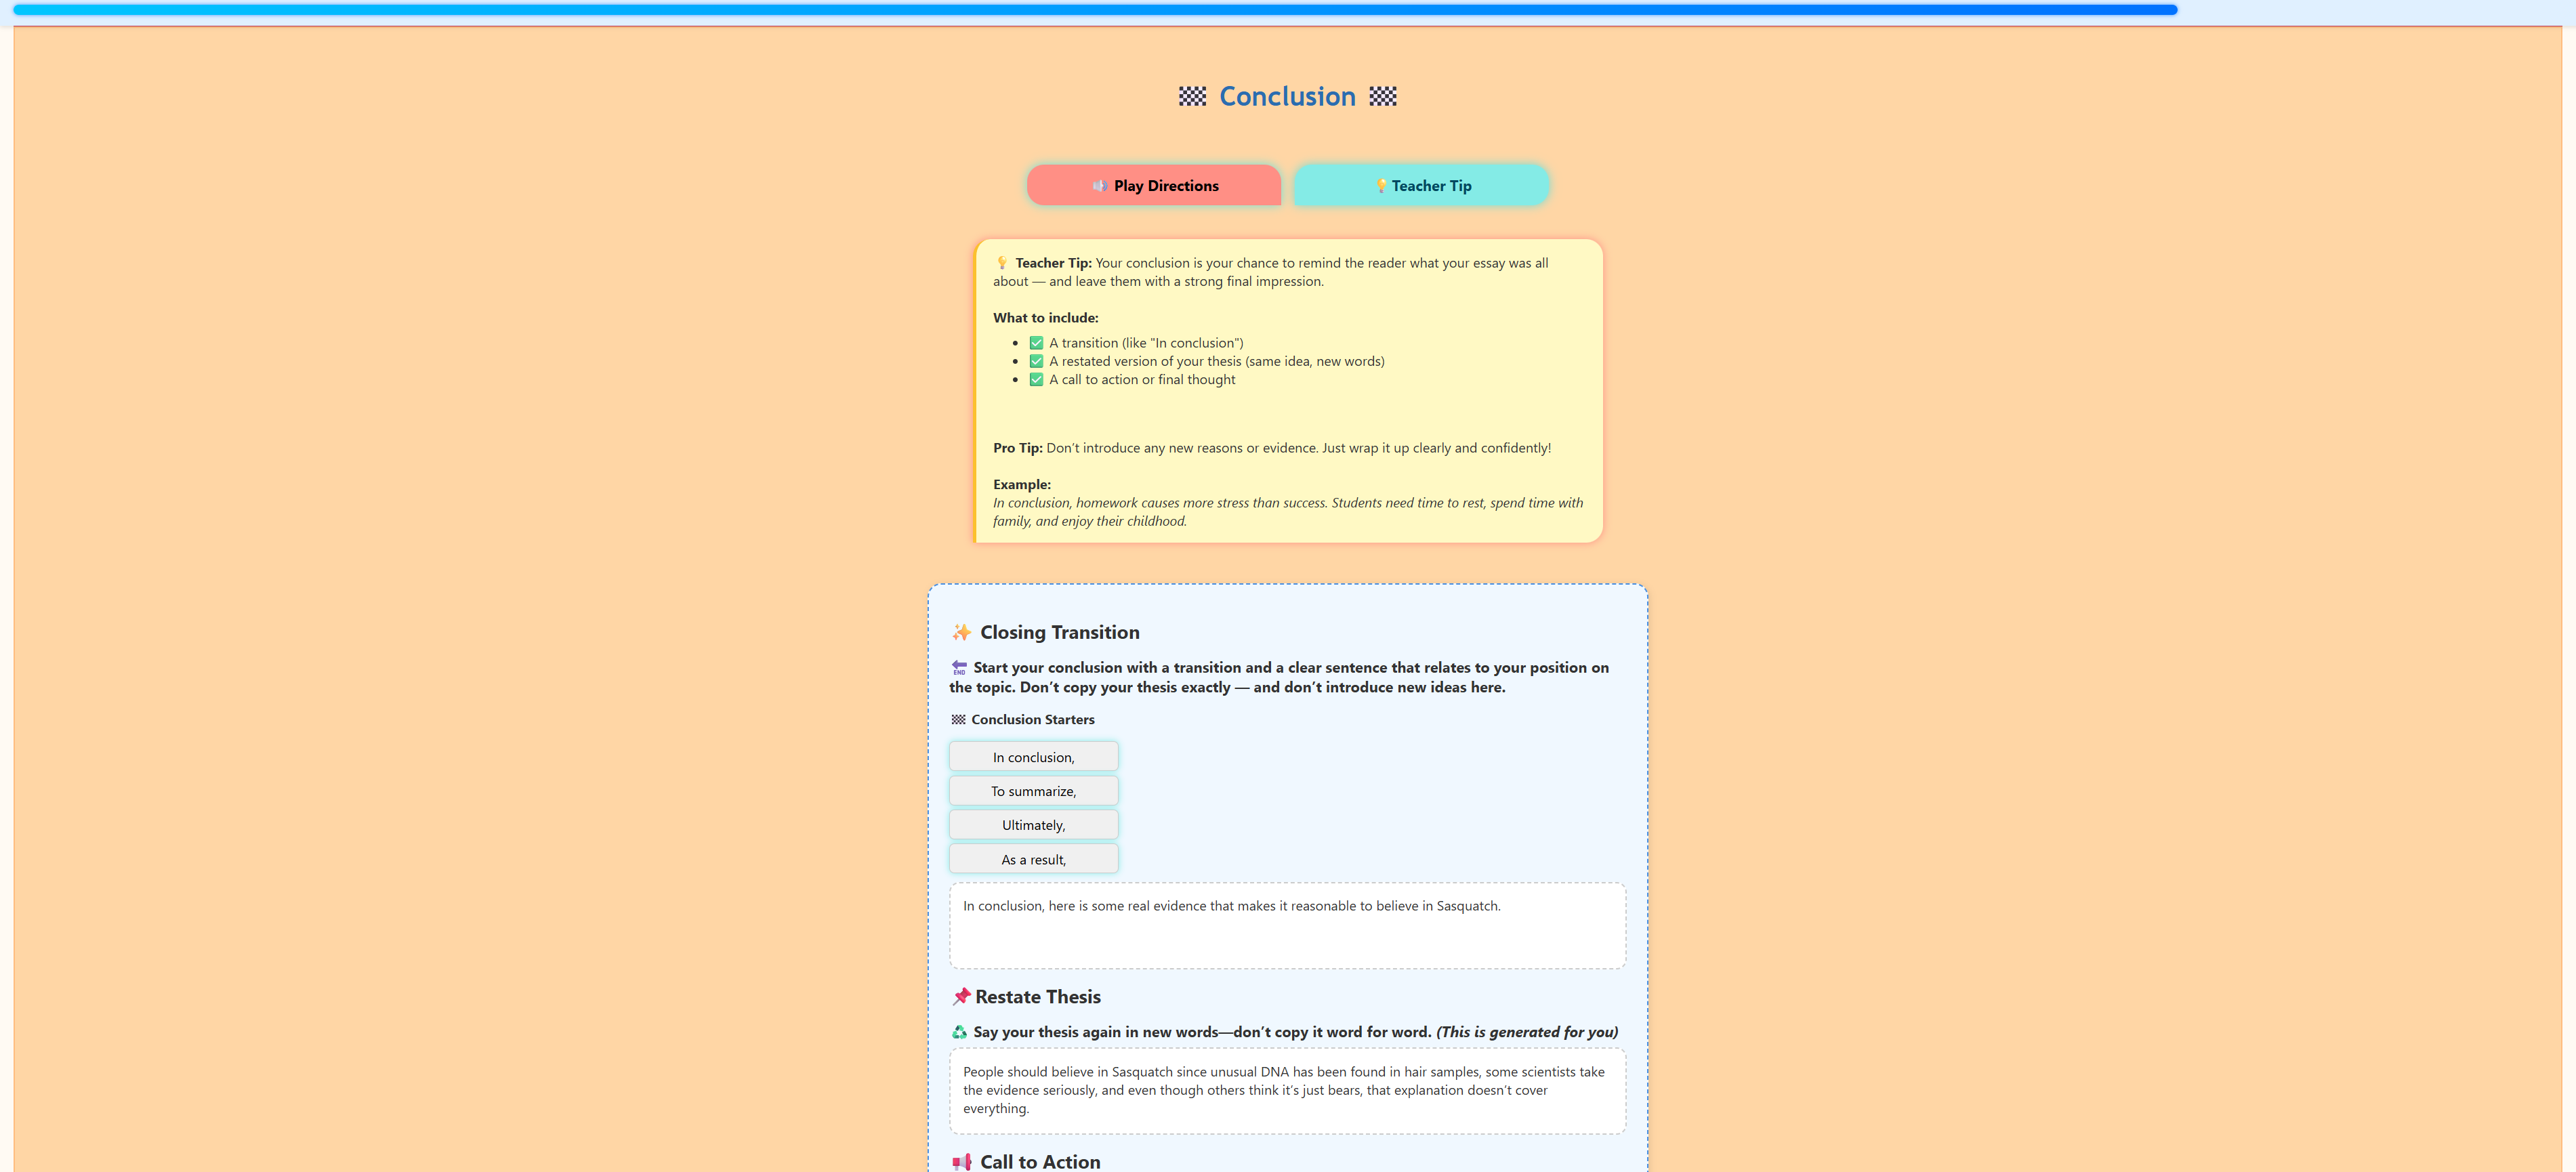 Conclusion
Play Directions
Teacher Tip
Teacher Tip: Your conclusion is your chance to remind the reader what your essay was all
about — and leave them with a strong final impression.
What to include:
A transition (like "In conclusion")
A restated version of your thesis (same idea, new words)
A call to action or final thought
Pro Tip: Don’t introduce any new reasons or evidence. Just wrap it up clearly and confidently!
Example:
In conclusion, homework causes more stress than success. Students need time to rest, spend time with
family, and enjoy their childhood.
Closing Transition
END Start your conclusion with a transition and a clear sentence that relates to your position on
the topic. Don’t copy your thesis exactly — and don’t introduce new ideas here.
Conclusion Starters
In conclusion,
To summarize,
Ultimately,
As a result,
In conclusion, here is some real evidence that makes it reasonable to believe in Sasquatch.
Restate Thesis
Say your thesis again in new words—don’t copy it word for word. (This is generated for you)
People should believe in Sasquatch since unusual DNA has been found in hair samples, some scientists take
the evidence seriously, and even though others think it’s just bears, that explanation doesn’t cover
everything.
Call to Action